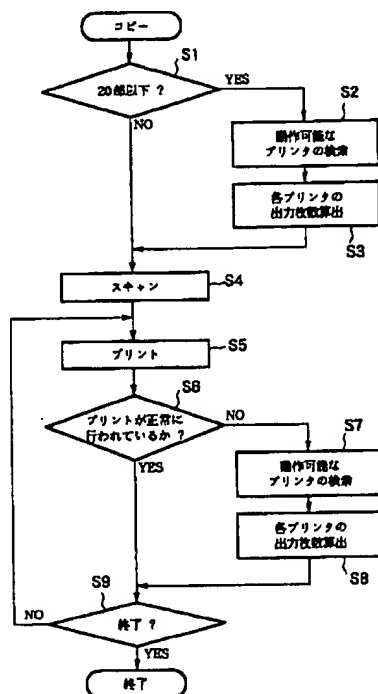 コピー
S1
20部以下 ?
YES
NO
S2
動作可能な
プリンタの検索
各プリンタの
出力枚数算出
S3
スキャン
S4
プリント
S5
S6
プリントが正常に
行われているか ?
NO
YES
S7
動作可能な
プリンタの検索
各プリンタの
出力枚数算出
S8
S9
終了 ?
NO
YES
終了